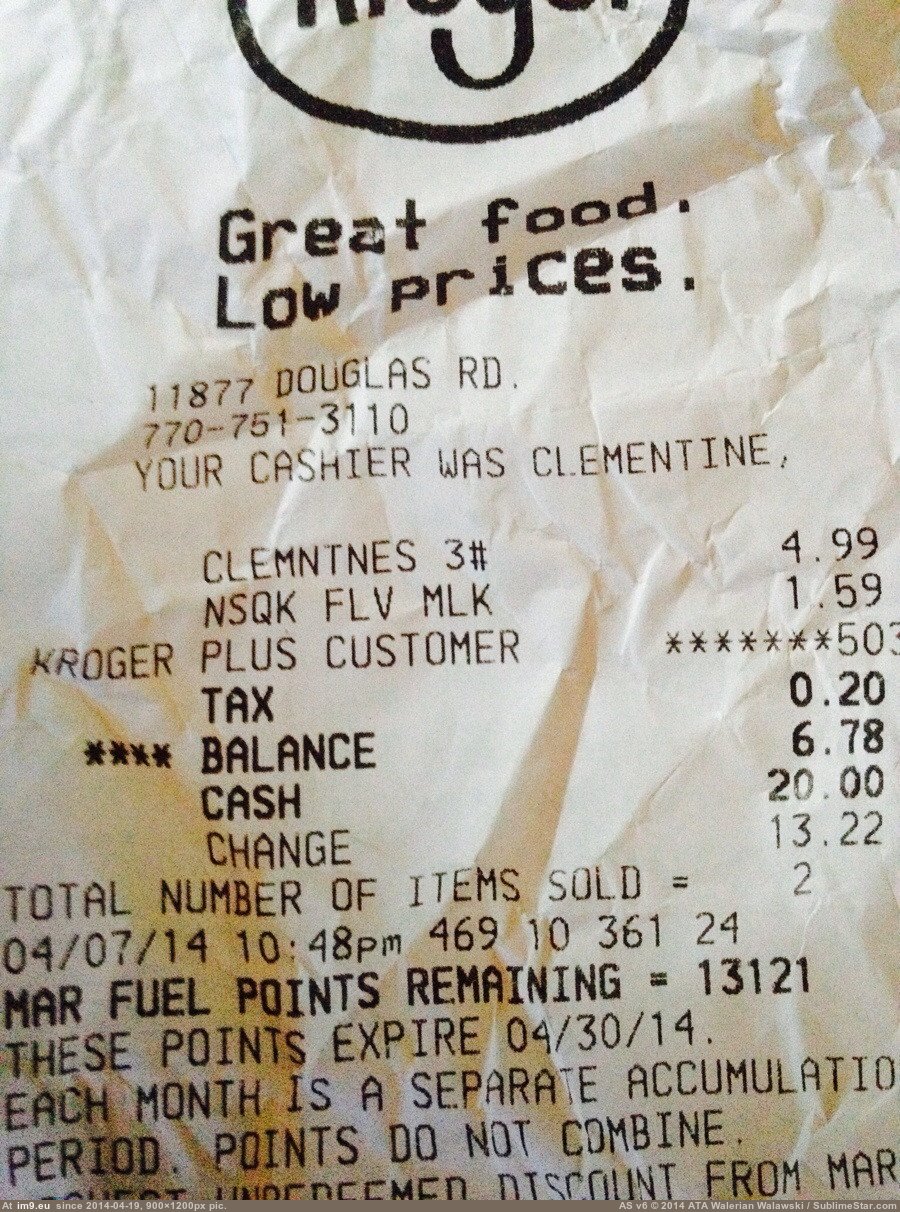 Kroger
Great food.
Low prices.
11877 DOUGLAS RD.
770-751-3110
YOUR CASHIER WAS CLEMENTINE,
CLEMNTNES 3# 4.99
NSQK FLV MLK 1.59
KROGER PLUS CUSTOMER *******503
TAX 0.20
**** BALANCE 6.78
CASH 20.00
CHANGE 13.22
TOTAL NUMBER OF ITEMS SOLD = 2
04/07/14 10:48pm 469 10 361 24
MAR FUEL POINTS REMAINING = 13121
THESE POINTS EXPIRE 04/30/14.
EACH MONTH IS A SEPARATE ACCUMULATIO
PERIOD. POINTS DO NOT COMBINE.
UNREDEEMED DISCOUNT FROM MAR
At im9.eu since 2014-04-19, 900×1200px pic. AS v6 © 2014 ATA Walerian Walawski / SublimeStar.com